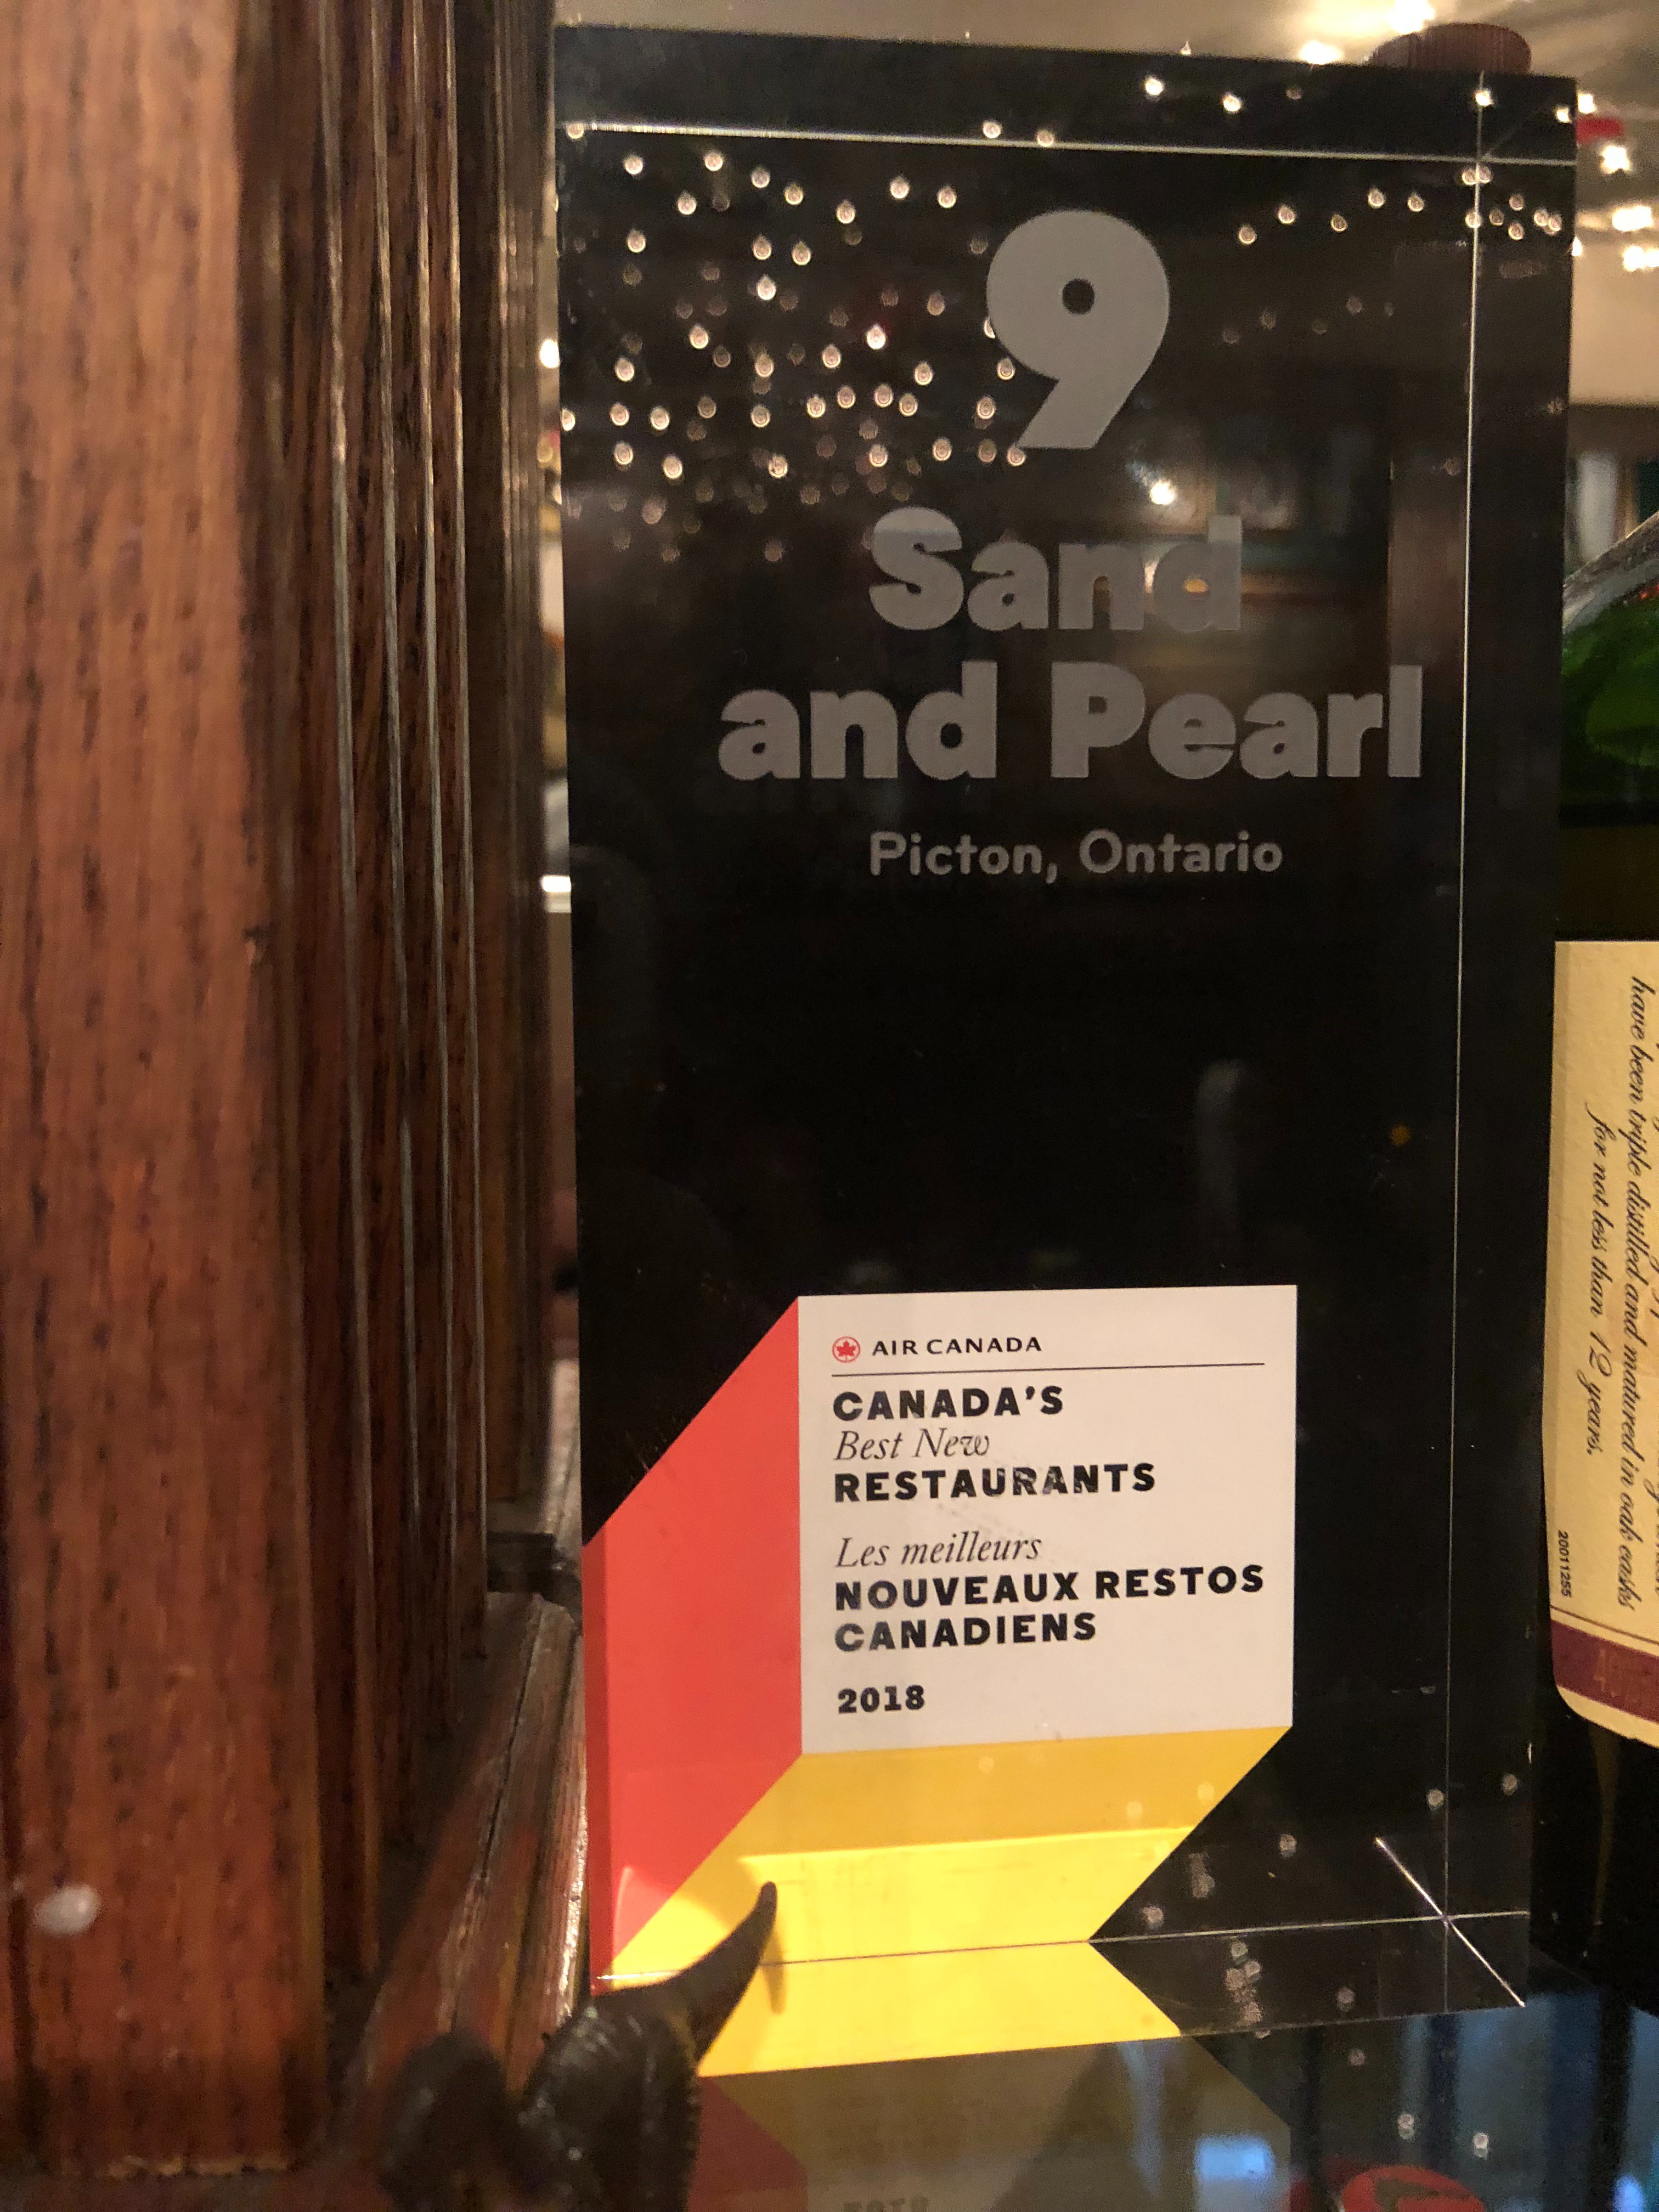 9
Sand
and Pearl
Picton, Ontario
AIR CANADA
CANADA'S
Best New
RESTAURANTS
Les meilleurs
NOUVEAUX RESTOS
CANADIENS
2018
have been triple distilled and matured in oak casks
for not less than 12 years.
20011255